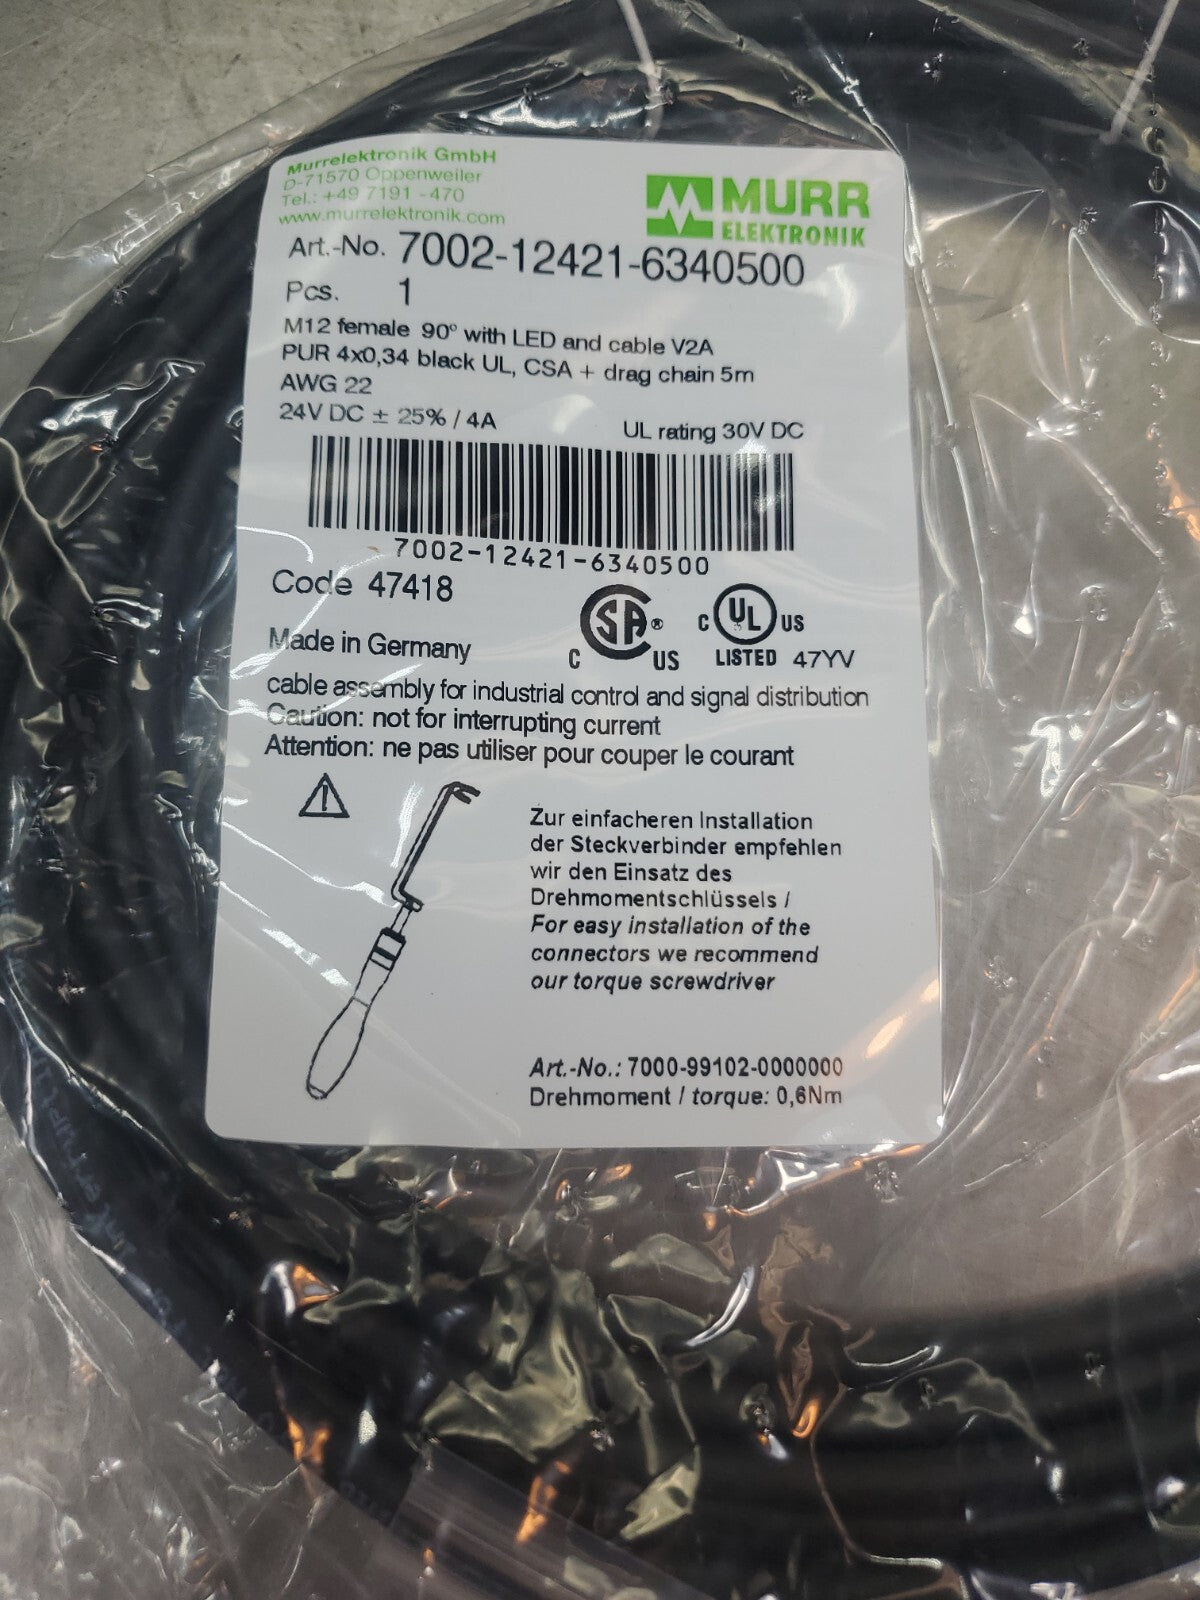 Murrelektronik GmbH
D-71570 Oppenweiler
Tel.: +49 7191 - 470
www.murrelektronik.com
MURR
ELEKTRONIK
Art.-No. 7002-12421-6340500
Pcs. 1
M12 female 90° with LED and cable V2A
PUR 4x0,34 black UL, CSA + drag chain 5m
AWG 22
24V DC ± 25% / 4A UL rating 30V DC
7002-12421-6340500
Code 47418
C SA ® US
C UL US
LISTED 47YV
Made in Germany
cable assembly for industrial control and signal distribution
Caution: not for interrupting current
Attention: ne pas utiliser pour couper le courant
Zur einfacheren Installation
der Steckverbinder empfehlen
wir den Einsatz des
Drehmomentschlüssels /
For easy installation of the
connectors we recommend
our torque screwdriver
Art.-No.: 7000-99102-0000000
Drehmoment / torque: 0,6Nm